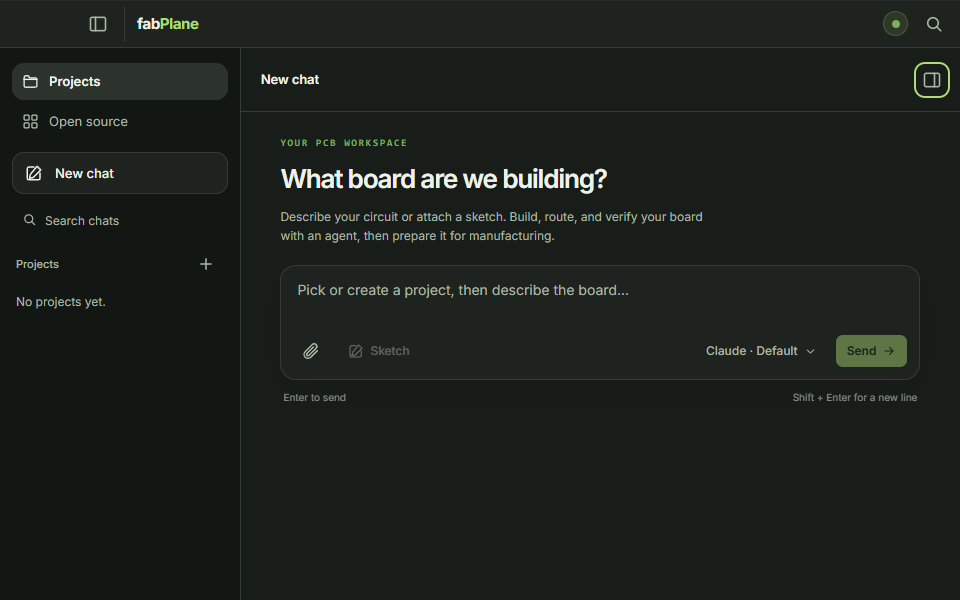 fabPlane
Projects
Open source
New chat
Search chats
Projects
No projects yet.
New chat
YOUR PCB WORKSPACE
What board are we building?
Describe your circuit or attach a sketch. Build, route, and verify your board
with an agent, then prepare it for manufacturing.
Pick or create a project, then describe the board...
Sketch
Claude · Default
Send →
Enter to send
Shift + Enter for a new line